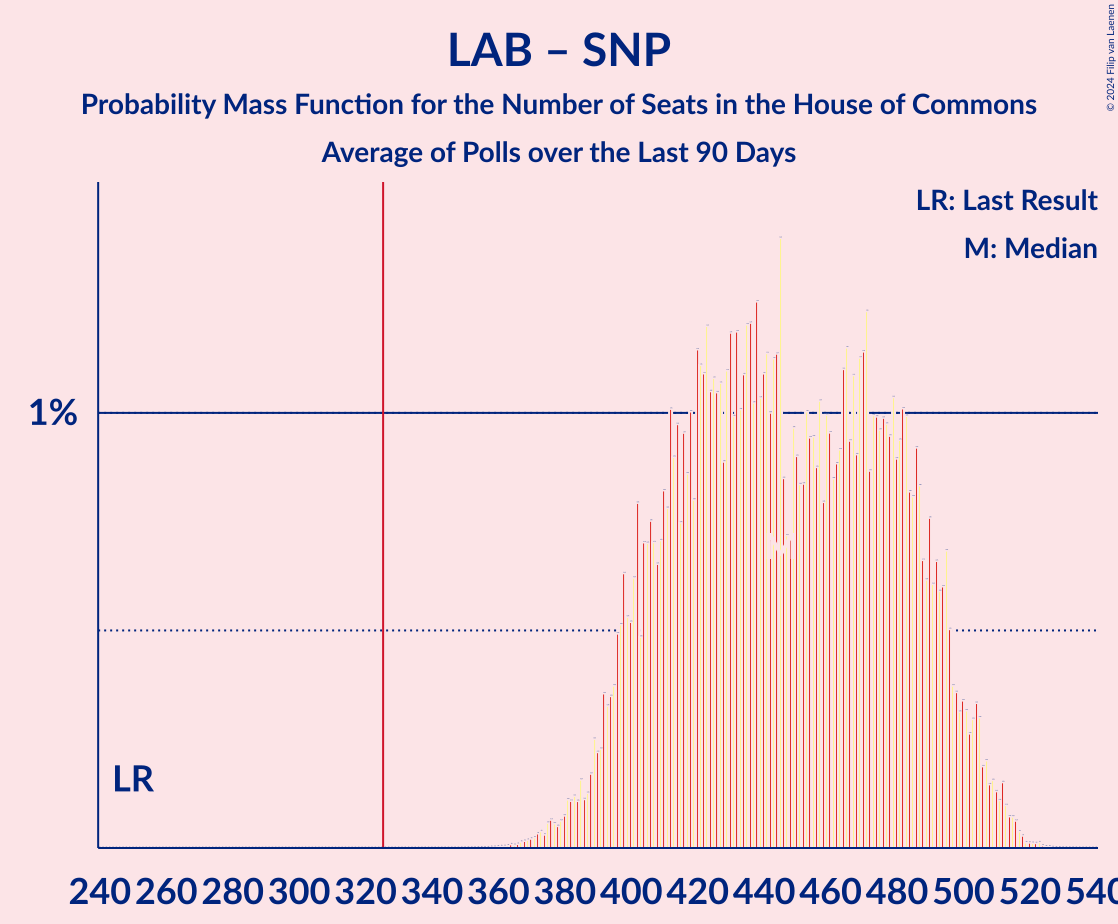 LAB – SNP
Probability Mass Function for the Number of Seats in the House of Commons
Average of Polls over the Last 90 Days
© 2024 Filip van Laenen
LR: Last Result
M: Median
1%
LR
M
240 260 280 300 320 340 360 380 400 420 440 460 480 500 520 540